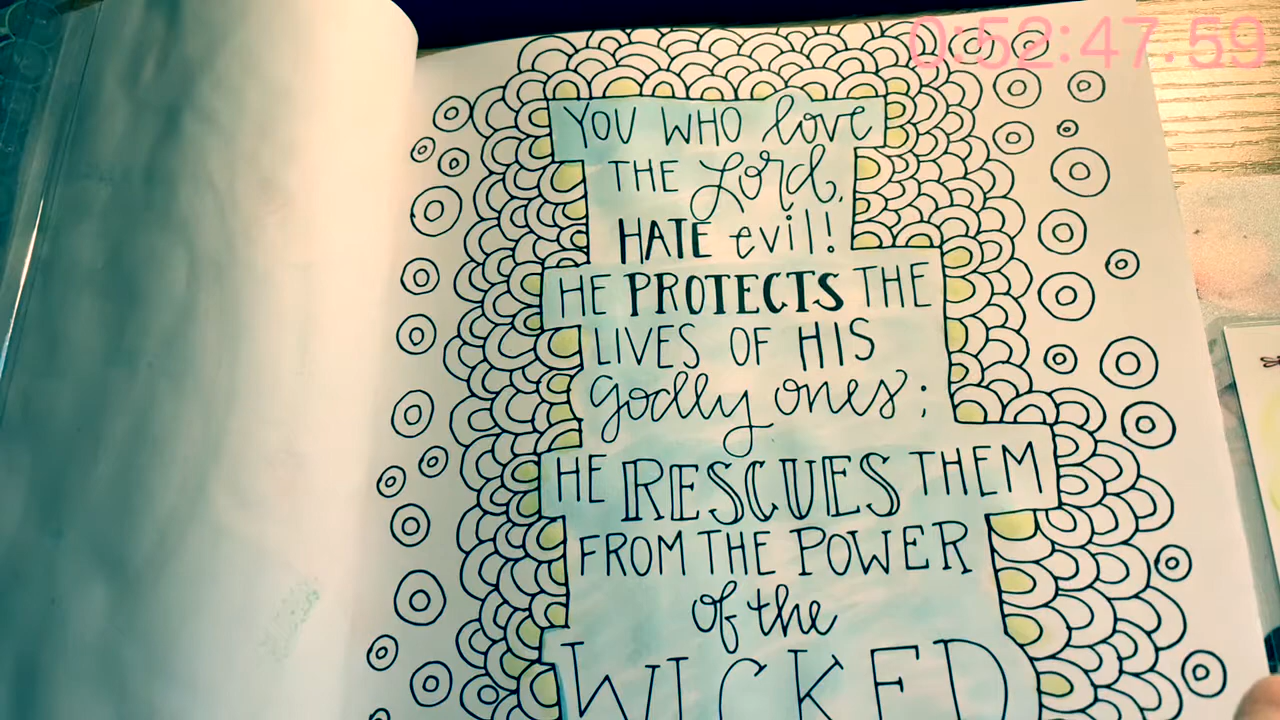 0:52:47.59
YOU WHO love
THE Lord,
HATE evil!
HE PROTECTS THE
LIVES OF HIS
godly ones;
HE RESCUES THEM
FROM THE POWER
of the
WICKED